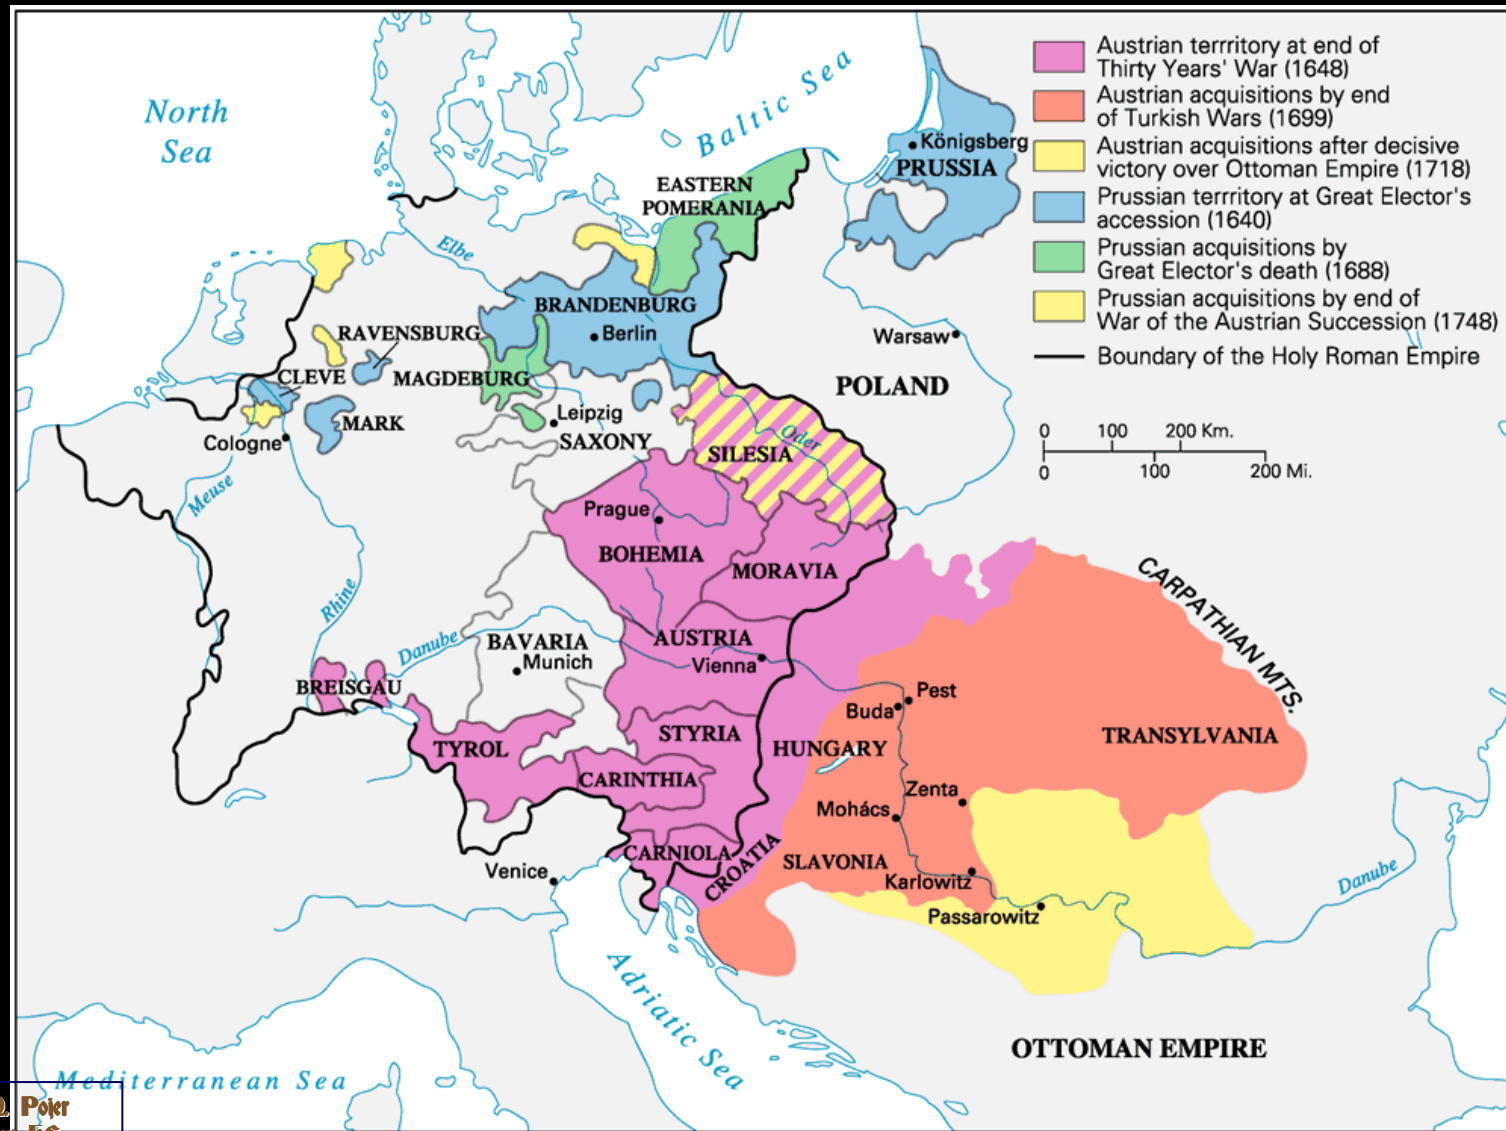 North
Sea
Baltic Sea
Königsberg
PRUSSIA
EASTERN
POMERANIA
Elbe
BRANDENBURG
Berlin
RAVENSBURG
CLEVE
MAGDEBURG
MARK
Cologne
Leipzig
SAXONY
Warsaw
POLAND
Oder
SILESIA
Meuse
Rhine
Prague
BOHEMIA
MORAVIA
Danube
BAVARIA
Munich
AUSTRIA
Vienna
BREISGAU
TYROL
STYRIA
CARINTHIA
CARNIOLA
CROATIA
HUNGARY
Buda
Pest
Zenta
Mohács
SLAVONIA
Karlowitz
Passarowitz
TRANSYLVANIA
CARPATHIAN MTS.
Danube
Venice
Adriatic Sea
OTTOMAN EMPIRE
Mediterranean Sea
Austrian terrritory at end of
Thirty Years' War (1648)
Austrian acquisitions by end
of Turkish Wars (1699)
Austrian acquisitions after decisive
victory over Ottoman Empire (1718)
Prussian terrritory at Great Elector's
accession (1640)
Prussian acquisitions by
Great Elector's death (1688)
Prussian acquisitions by end of
War of the Austrian Succession (1748)
Boundary of the Holy Roman Empire
0 100 200 Km.
0 100 200 Mi.
Pojer